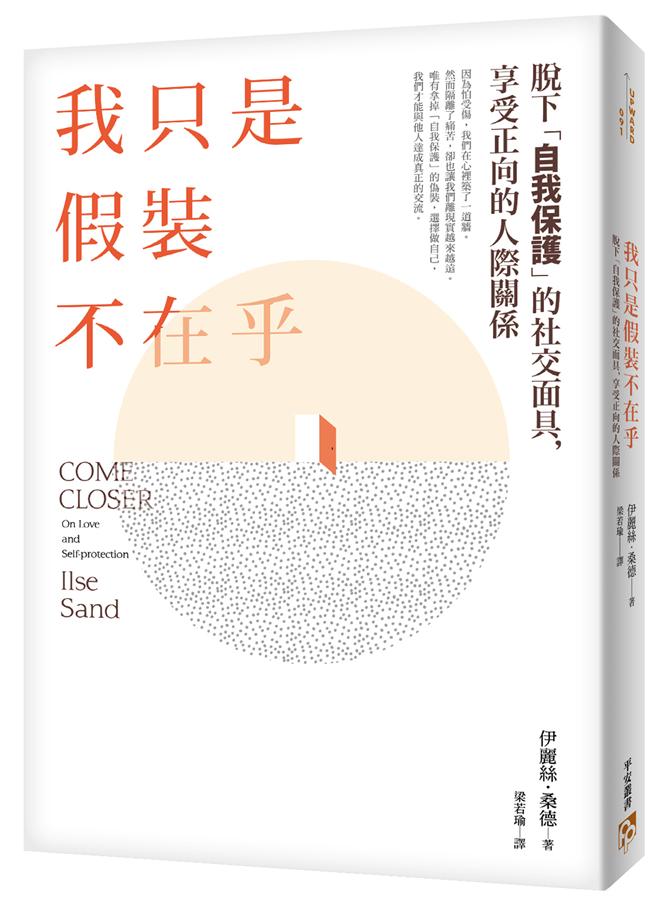 我只是
假裝
不在乎
COME
CLOSER
On Love
and
Self-protection
Ilse
Sand
脫下「自我保護」的社交面具,
享受正向的人際關係
因為怕受傷，我們在心裡築了一道牆。
然而隔離了痛苦，卻也讓我們離現實越來越遠。
唯有拿掉「自我保護」的偽裝，選擇做自己，
我們才能與他人達成真正的交流。
伊麗絲·桑德—著
梁若瑜—譯
UPWARD
091
我只是假裝不在乎
脫下「自我保護」的社交面具，享受正向的人際關係
伊麗絲·桑德—著
梁若瑜—譯
平安叢書